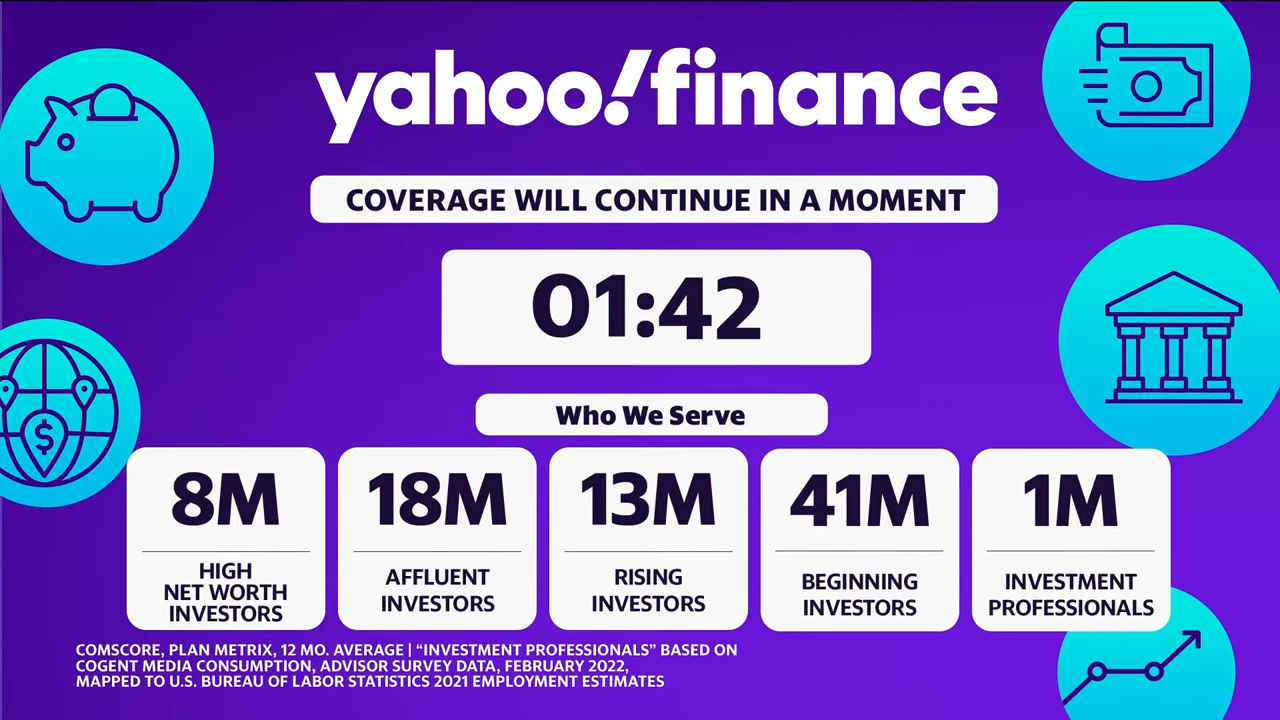 yahoo!finance
COVERAGE WILL CONTINUE IN A MOMENT
01:42
Who We Serve
8M
HIGH
NET WORTH
INVESTORS
18M
AFFLUENT
INVESTORS
13M
RISING
INVESTORS
41M
BEGINNING
INVESTORS
1M
INVESTMENT
PROFESSIONALS
$
COMSCORE, PLAN METRIX, 12 MO. AVERAGE | “INVESTMENT PROFESSIONALS” BASED ON
COGENT MEDIA CONSUMPTION, ADVISOR SURVEY DATA, FEBRUARY 2022,
MAPPED TO U.S. BUREAU OF LABOR STATISTICS 2021 EMPLOYMENT ESTIMATES